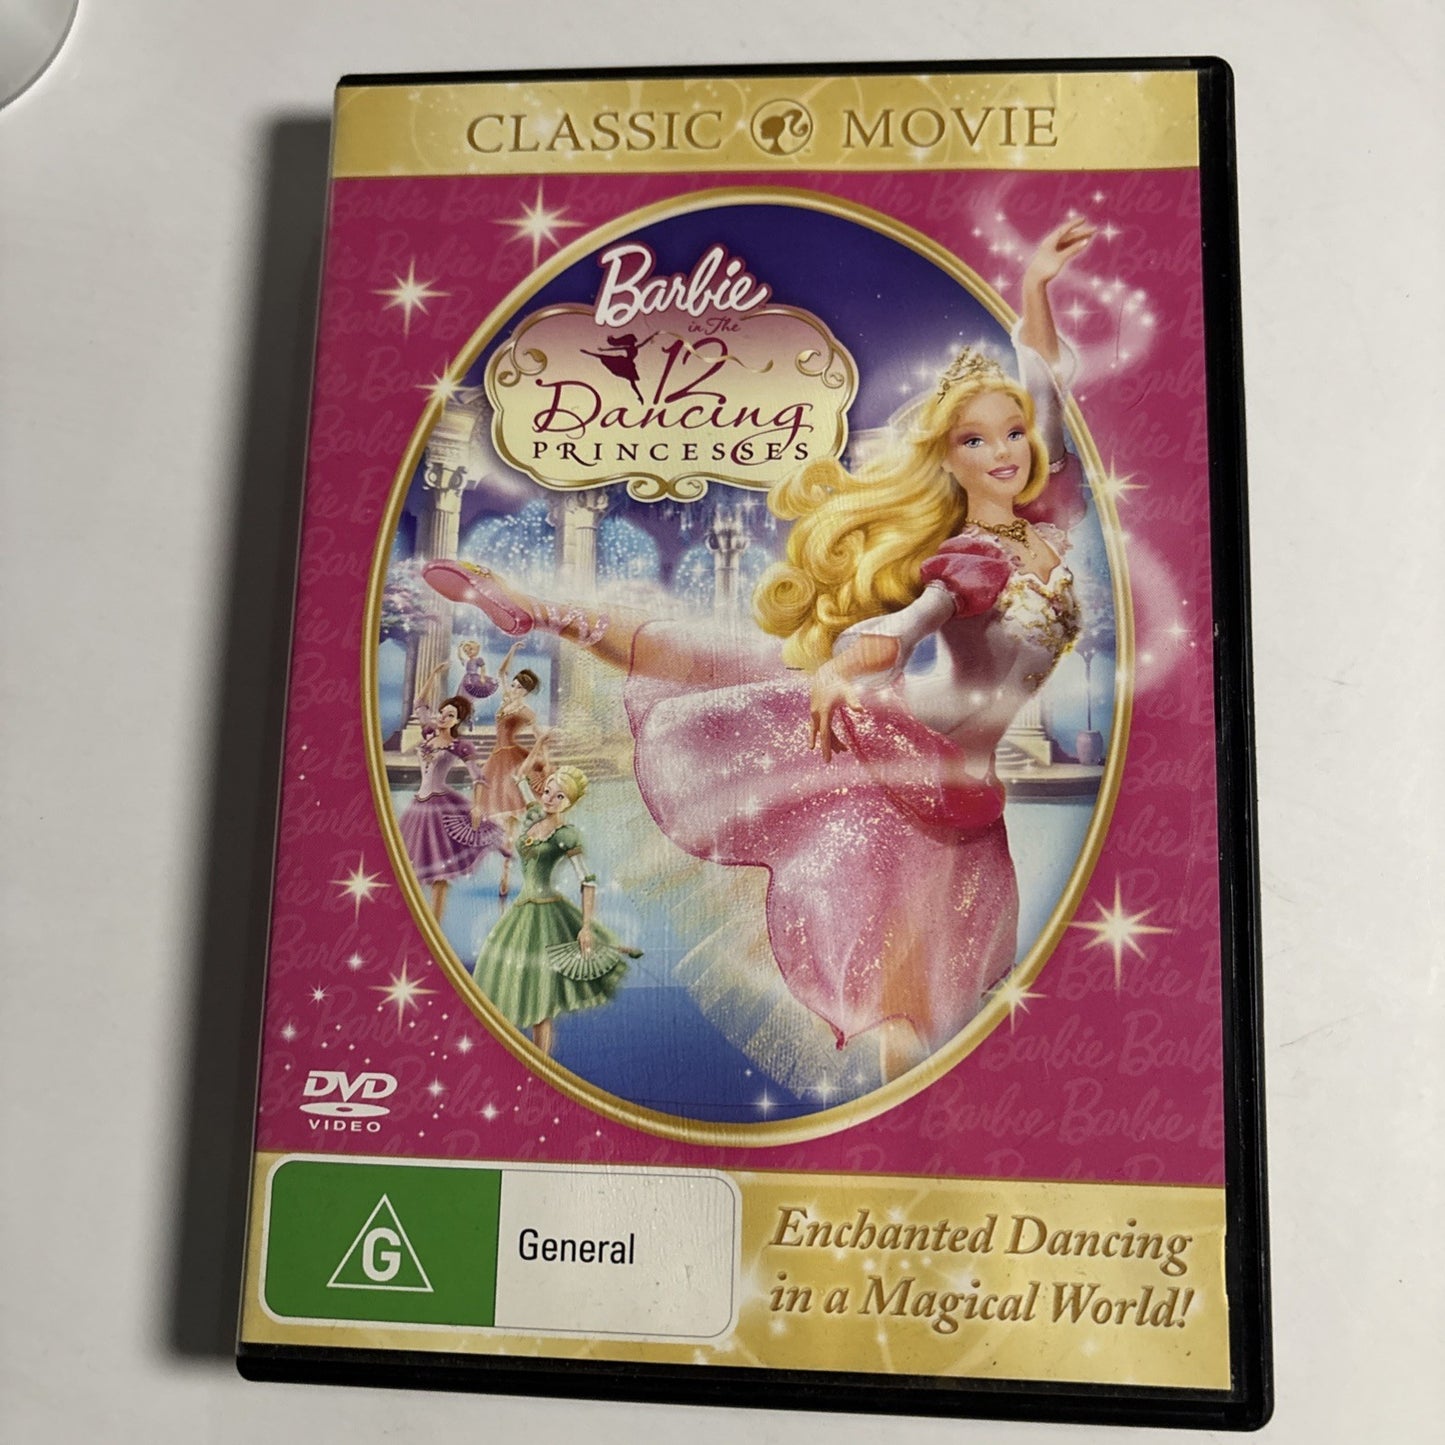 CLASSIC MOVIE
Barbie
in The
12
Dancing
PRINCESSES
DVD
VIDEO
G
General
Enchanted Dancing
in a Magical World!